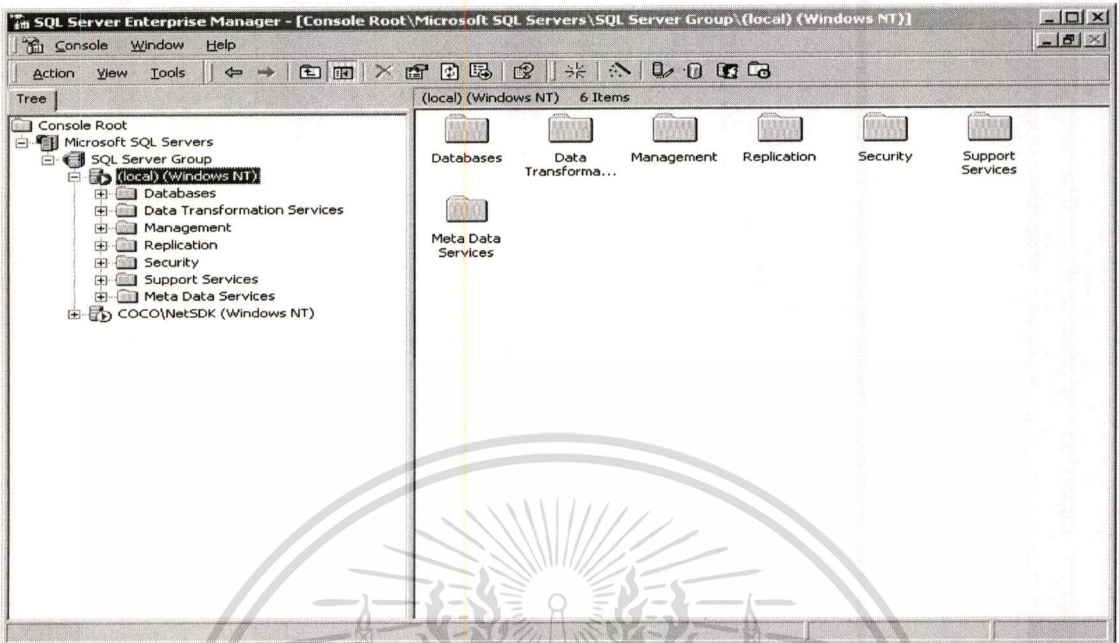 SQL Server Enterprise Manager - [Console Root\Microsoft SQL Servers\SQL Server Group\(local) (Windows NT)]
Console Window Help
Action View Tools
Tree
(local) (Windows NT) 6 Items
Console Root
Microsoft SQL Servers
SQL Server Group
(local) (Windows NT)
Databases
Data Transformation Services
Management
Replication
Security
Support Services
Meta Data Services
COCO\NetSDK (Windows NT)
Databases
Data Transforma...
Management
Replication
Security
Support Services
Meta Data Services